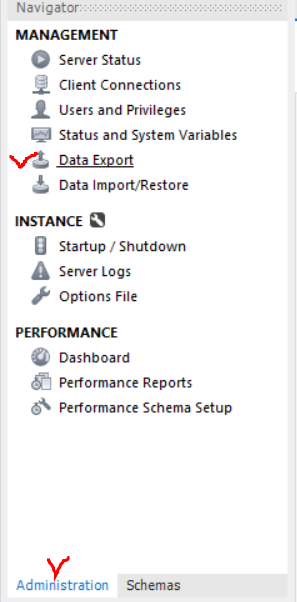 Navigator
MANAGEMENT
Server Status
Client Connections
Users and Privileges
Status and System Variables
Data Export
Data Import/Restore
INSTANCE
Startup / Shutdown
Server Logs
Options File
PERFORMANCE
Dashboard
Performance Reports
Performance Schema Setup
Administration Schemas